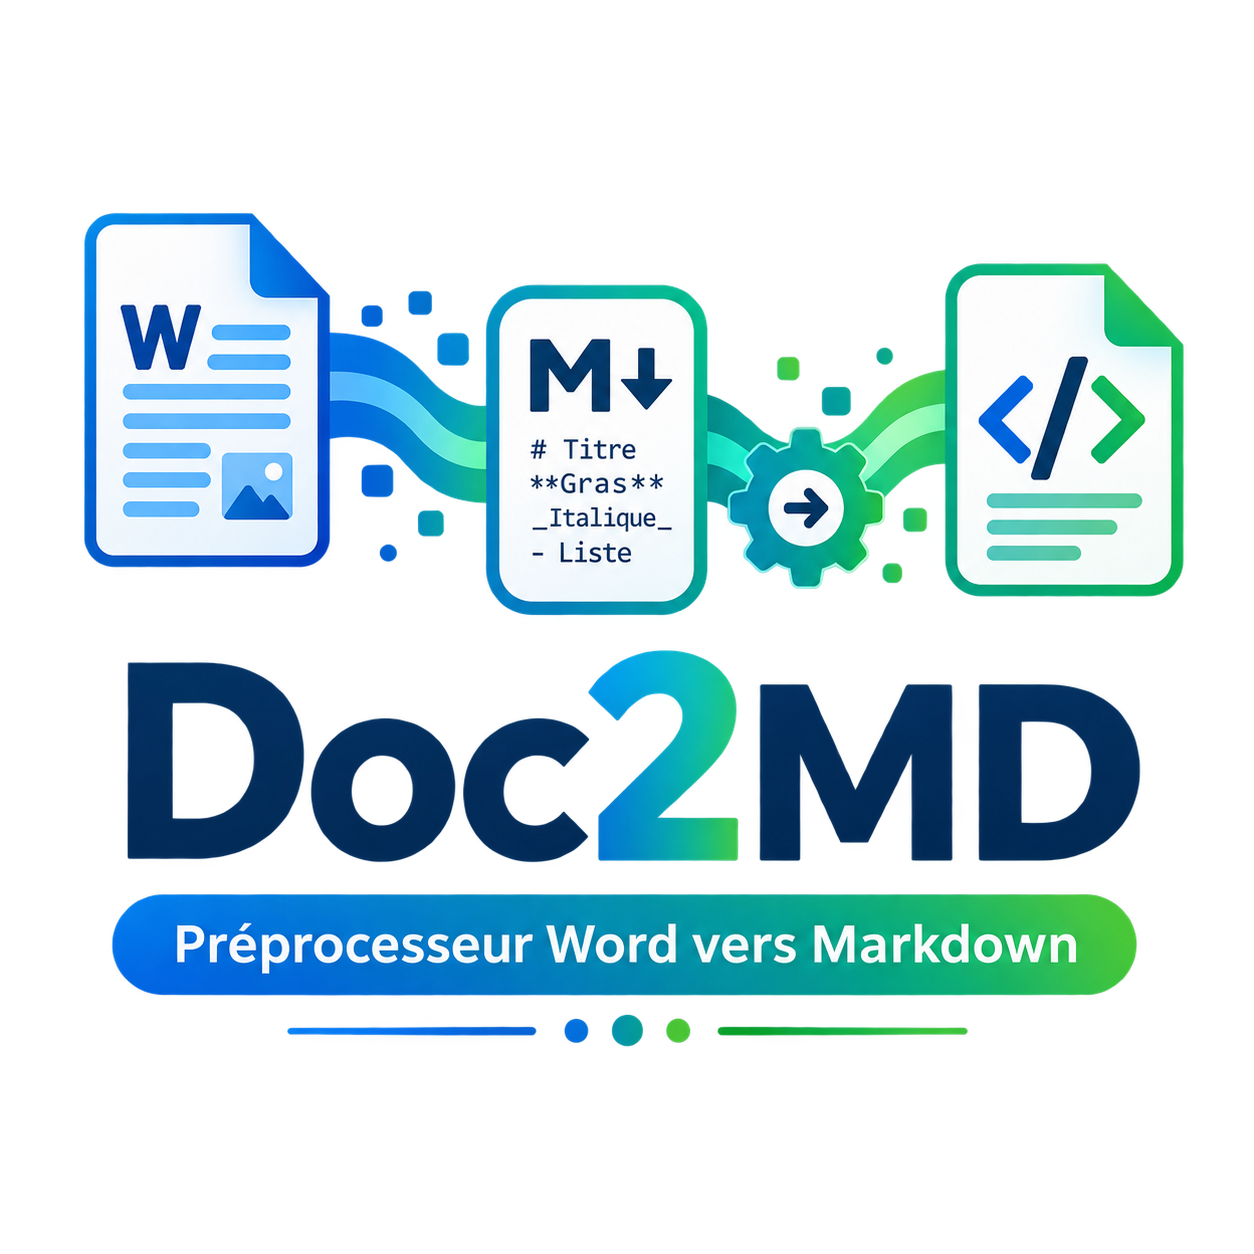 W
M↓
# Titre
**Gras**
_Italique_
- Liste
</>
Doc2MD
Préprocesseur Word vers Markdown